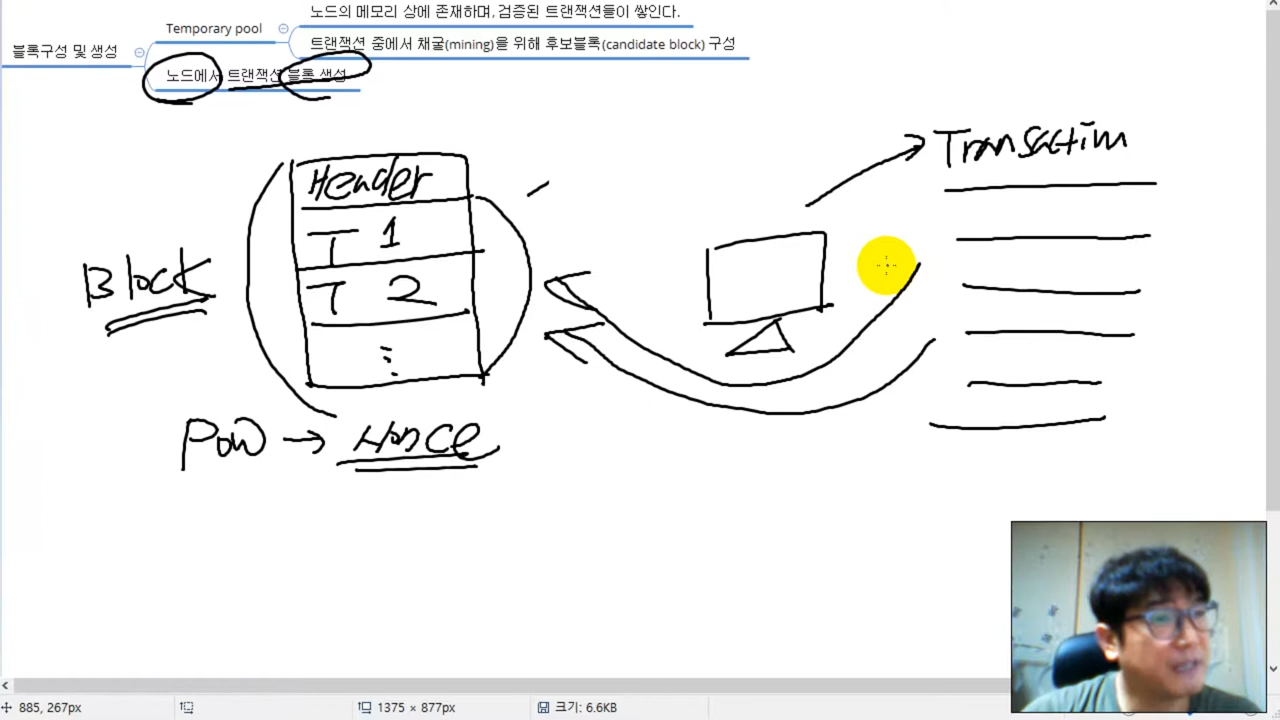 노드의 메모리 상에 존재하며, 검증된 트랜잭션들이 쌓인다.
Temporary pool
트랜잭션 중에서 채굴(mining)을 위해 후보블록(candidate block) 구성
블록구성 및 생성
노드에서 트랜잭션 블록 생성
Transaction
Header
T 1
T 2
Block
POW → Nonce
885, 267px
1375 × 877px
크기: 6.6KB